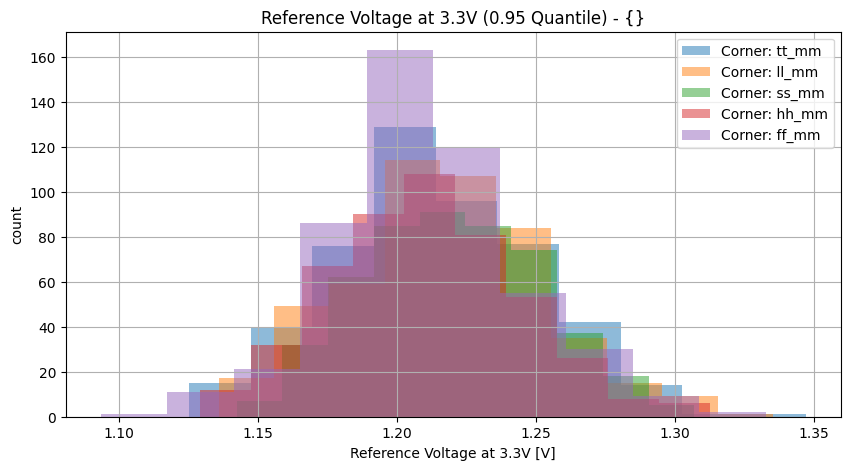 Reference Voltage at 3.3V (0.95 Quantile) - {}
Corner: tt_mm
Corner: ll_mm
Corner: ss_mm
Corner: hh_mm
Corner: ff_mm
160
140
120
100
80
60
40
20
0
count
1.10
1.15
1.20
1.25
1.30
1.35
Reference Voltage at 3.3V [V]